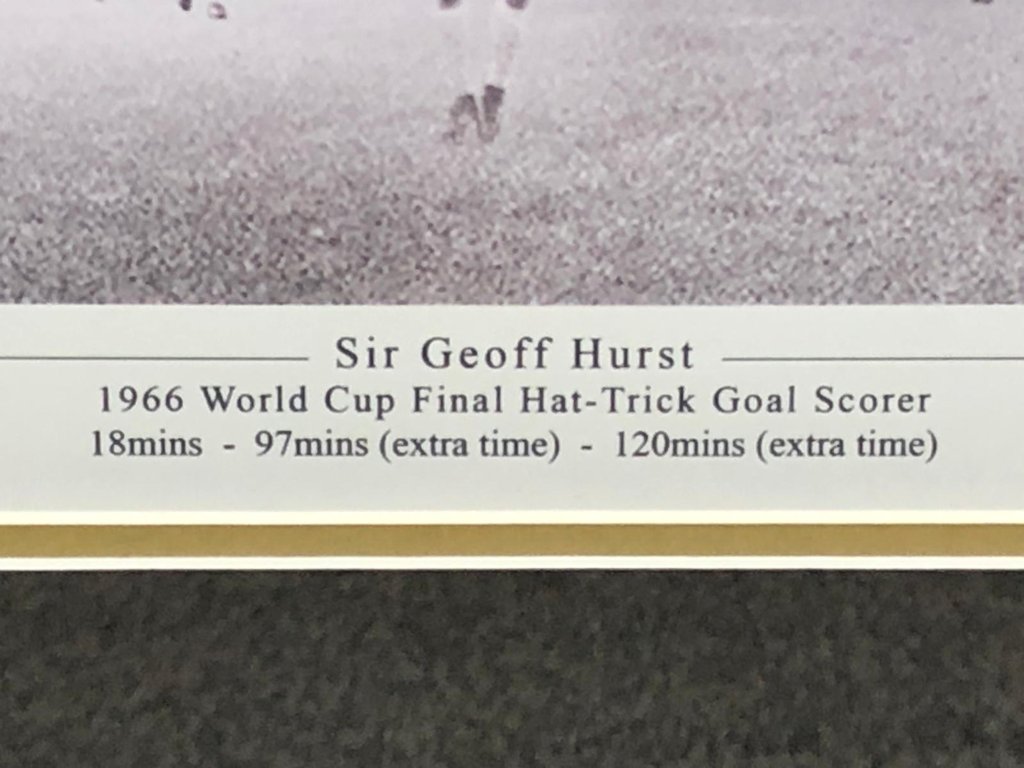 Sir Geoff Hurst
1966 World Cup Final Hat-Trick Goal Scorer
18mins - 97mins (extra time) - 120mins (extra time)